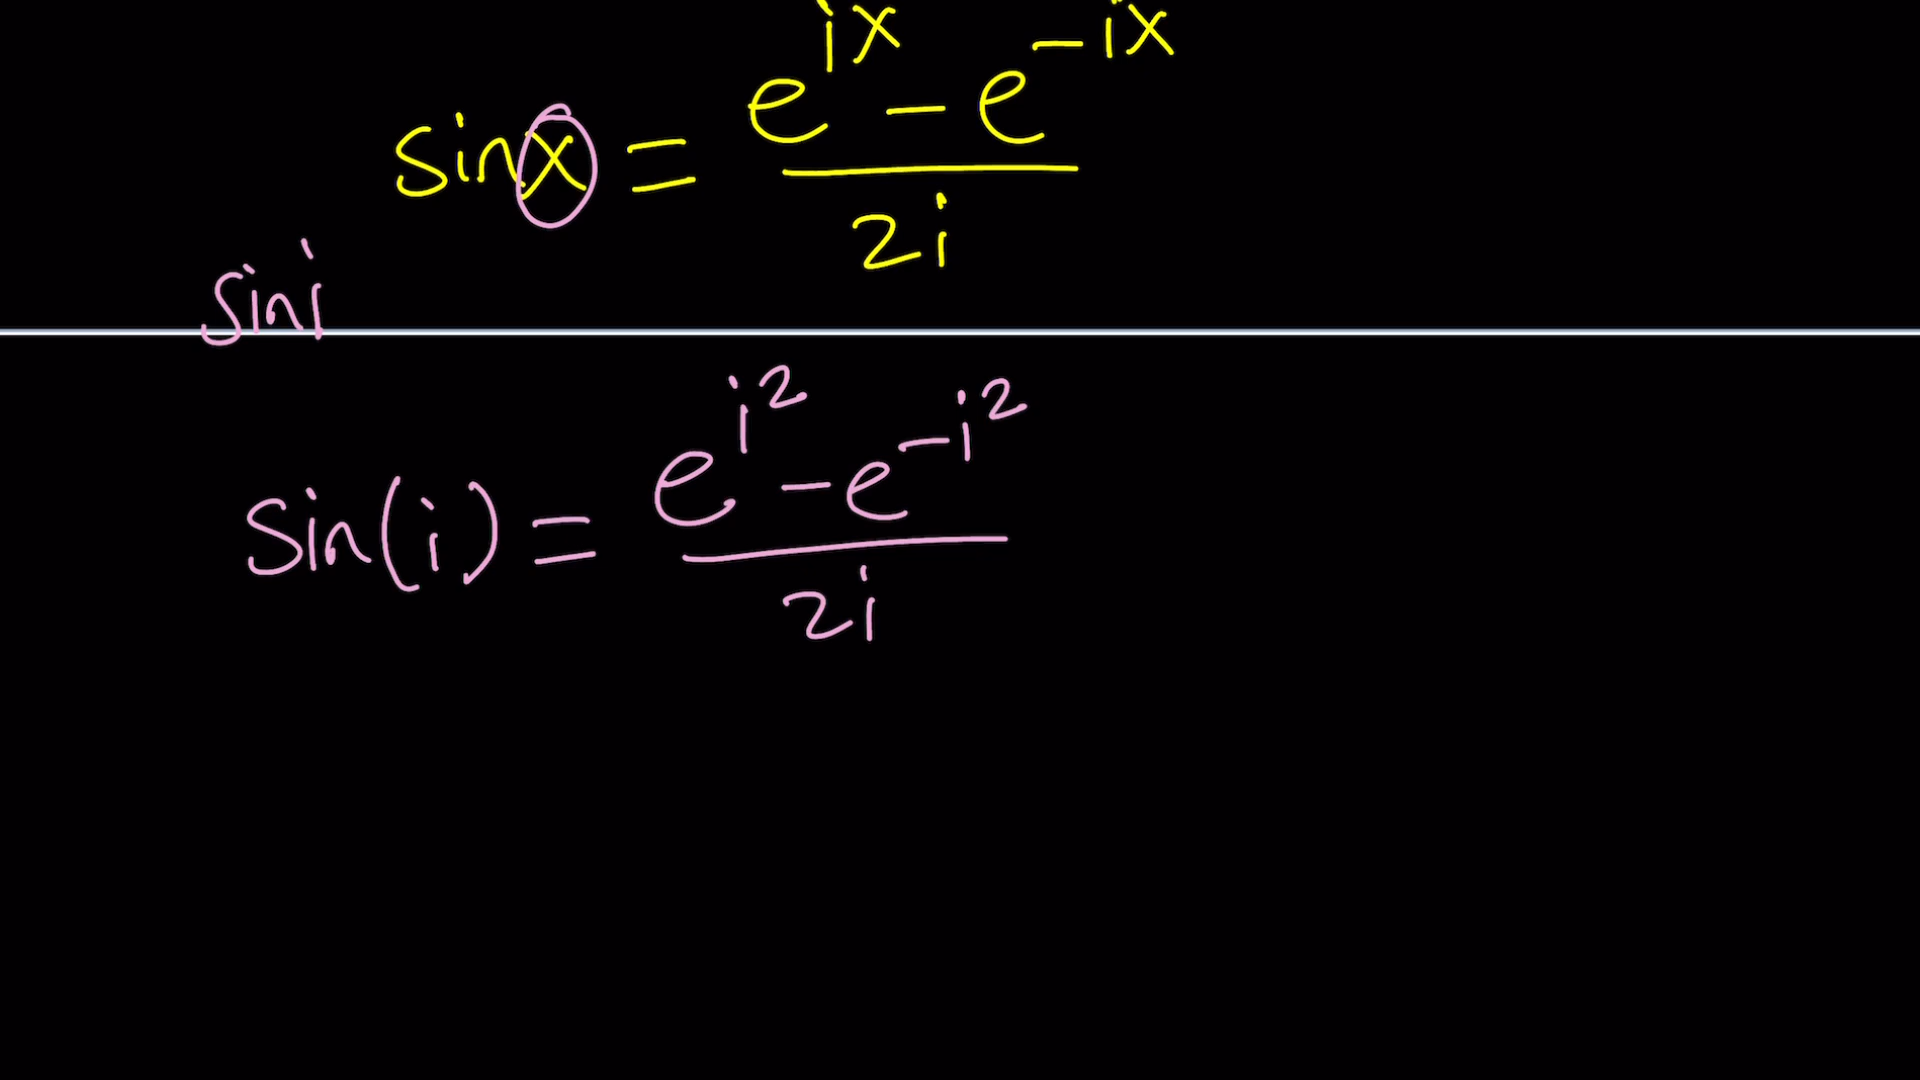 sinx = (e^{ix} − e^{−ix}) / 2i
sini
Sin(i) = (e^{i²} − e^{−i²}) / 2i